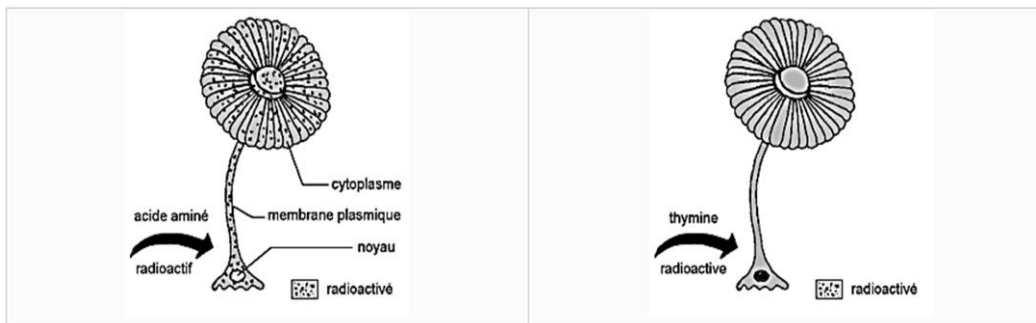 cytoplasme
acide aminé
membrane plasmique
noyau
radioactif
radioactivé
thymine
radioactive
radioactivé